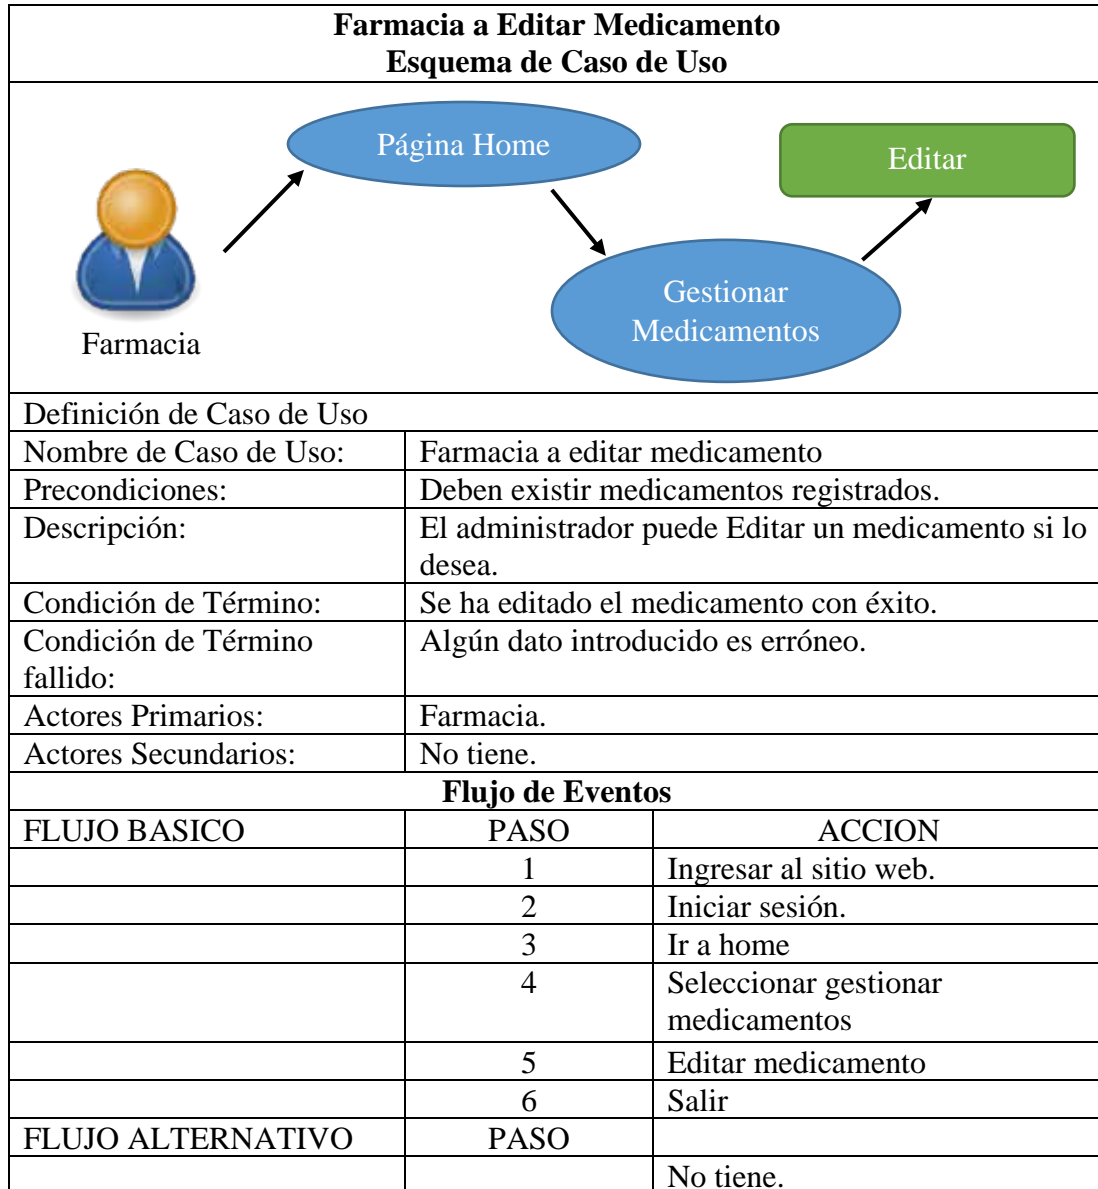 Farmacia a Editar Medicamento
Esquema de Caso de Uso
Página Home
Editar
Gestionar
Medicamentos
Farmacia
Definición de Caso de Uso
Nombre de Caso de Uso: Farmacia a editar medicamento
Precondiciones: Deben existir medicamentos registrados.
Descripción: El administrador puede Editar un medicamento si lo
desea.
Condición de Término: Se ha editado el medicamento con éxito.
Condición de Término Algún dato introducido es erróneo.
fallido:
Actores Primarios: Farmacia.
Actores Secundarios: No tiene.
Flujo de Eventos
FLUJO BASICO PASO ACCION
1 Ingresar al sitio web.
2 Iniciar sesión.
3 Ir a home
4 Seleccionar gestionar
medicamentos
5 Editar medicamento
6 Salir
FLUJO ALTERNATIVO PASO
No tiene.